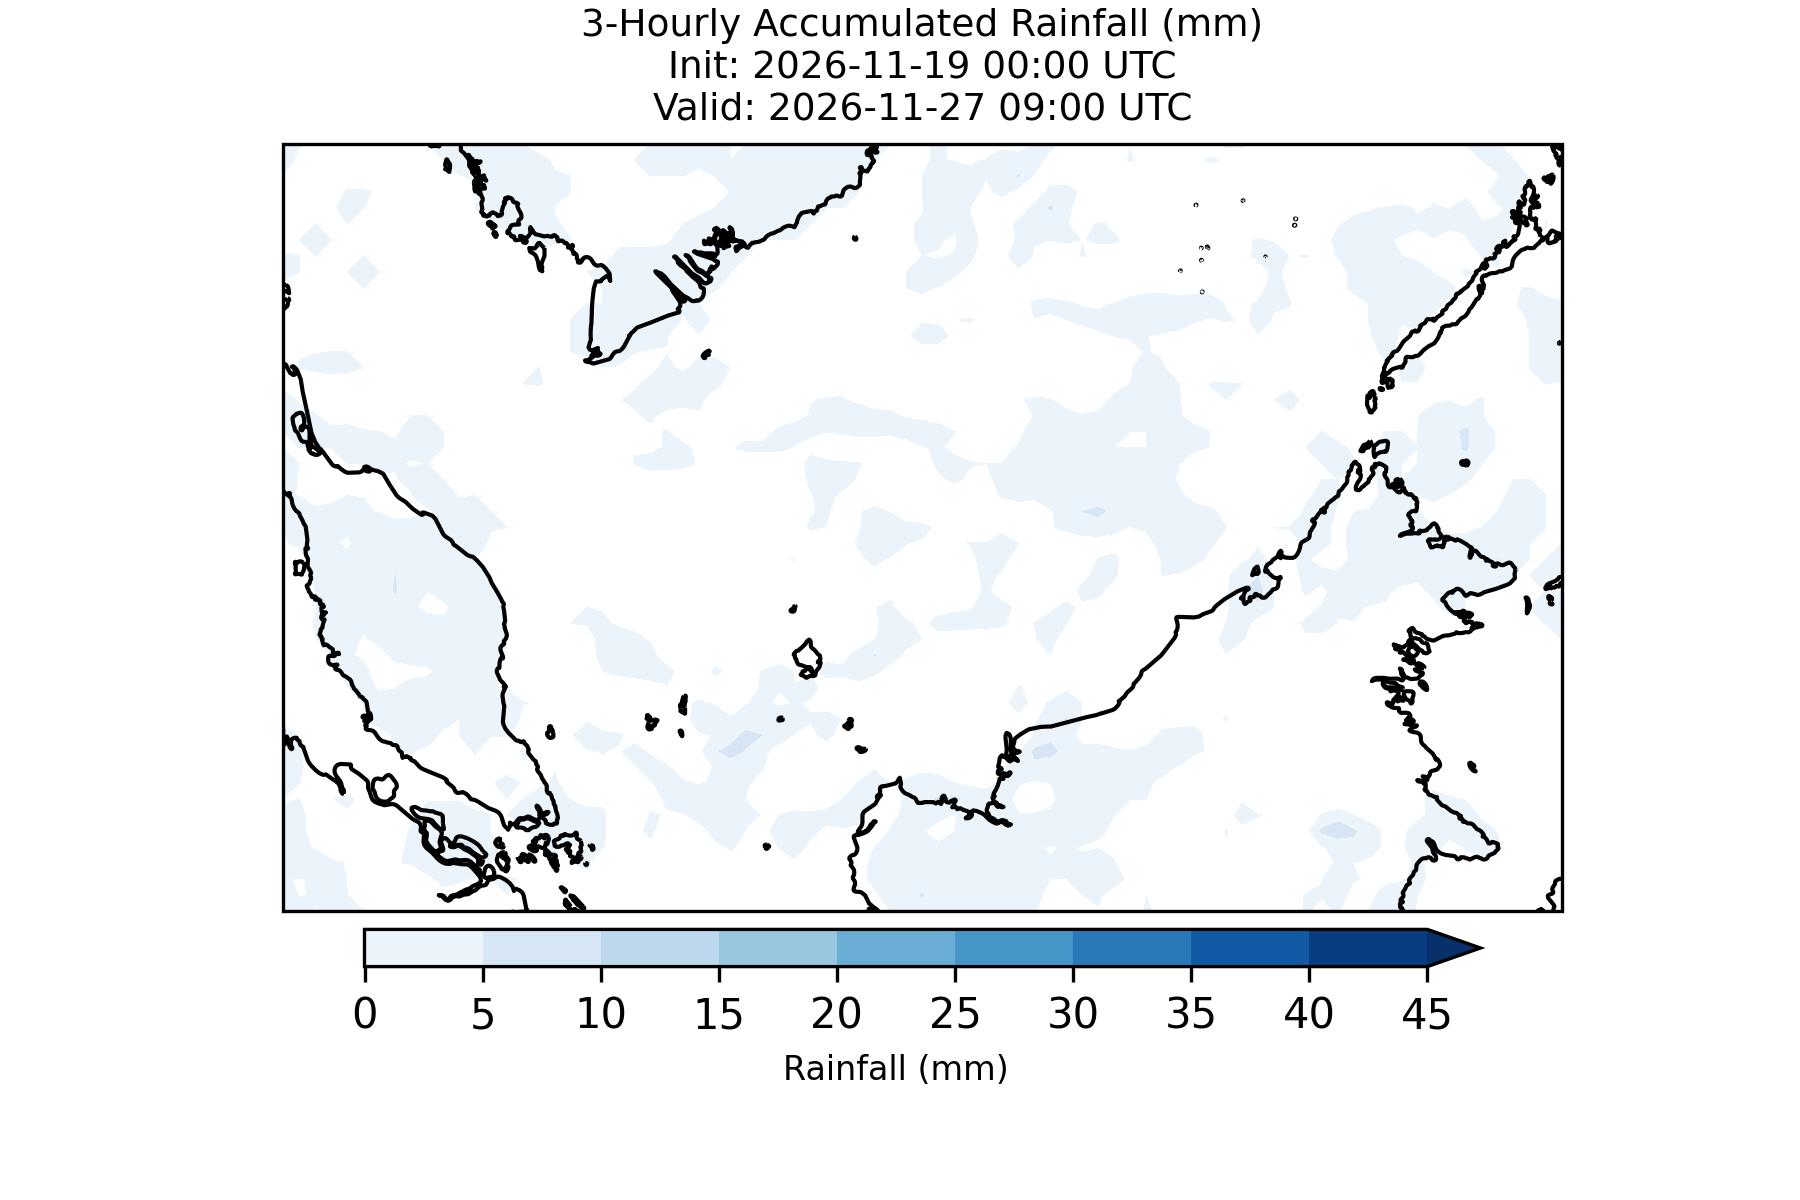 3-Hourly Accumulated Rainfall (mm)
Init: 2026-11-19 00:00 UTC
Valid: 2026-11-27 09:00 UTC
0 5 10 15 20 25 30 35 40 45
Rainfall (mm)